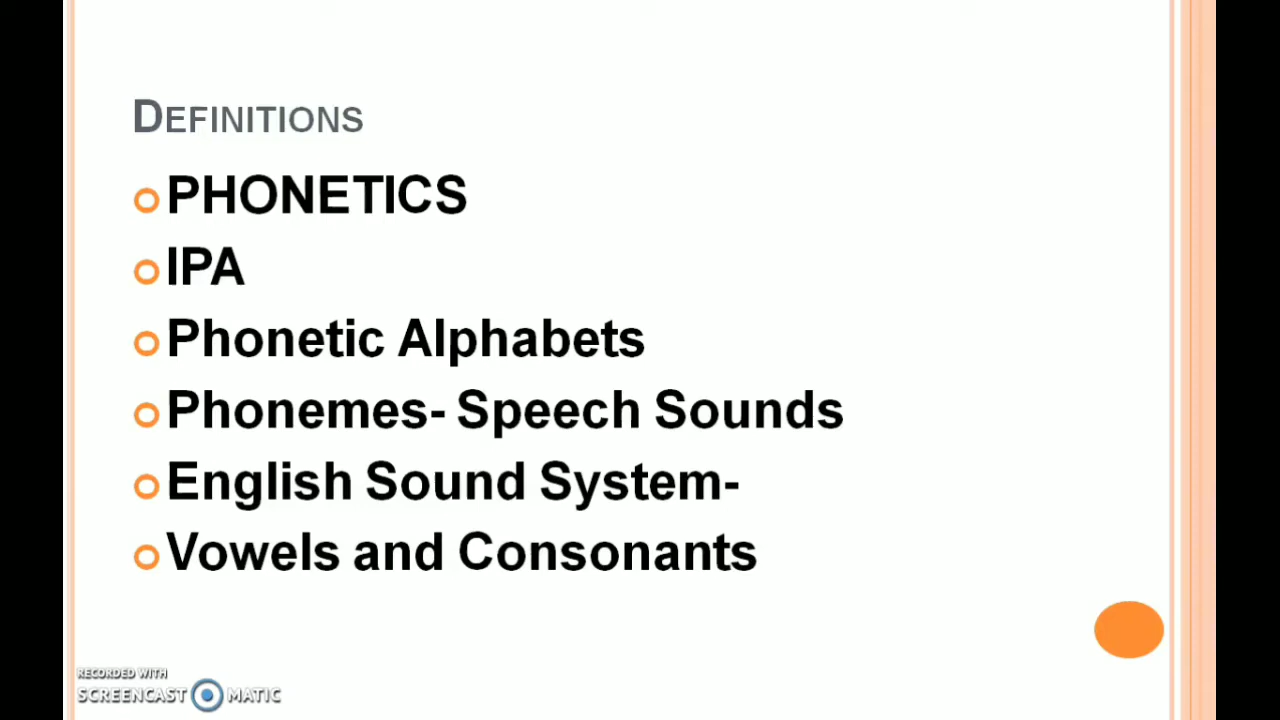 DEFINITIONS
PHONETICS
IPA
Phonetic Alphabets
Phonemes- Speech Sounds
English Sound System-
Vowels and Consonants
RECORDED WITH
SCREENCAST MATIC